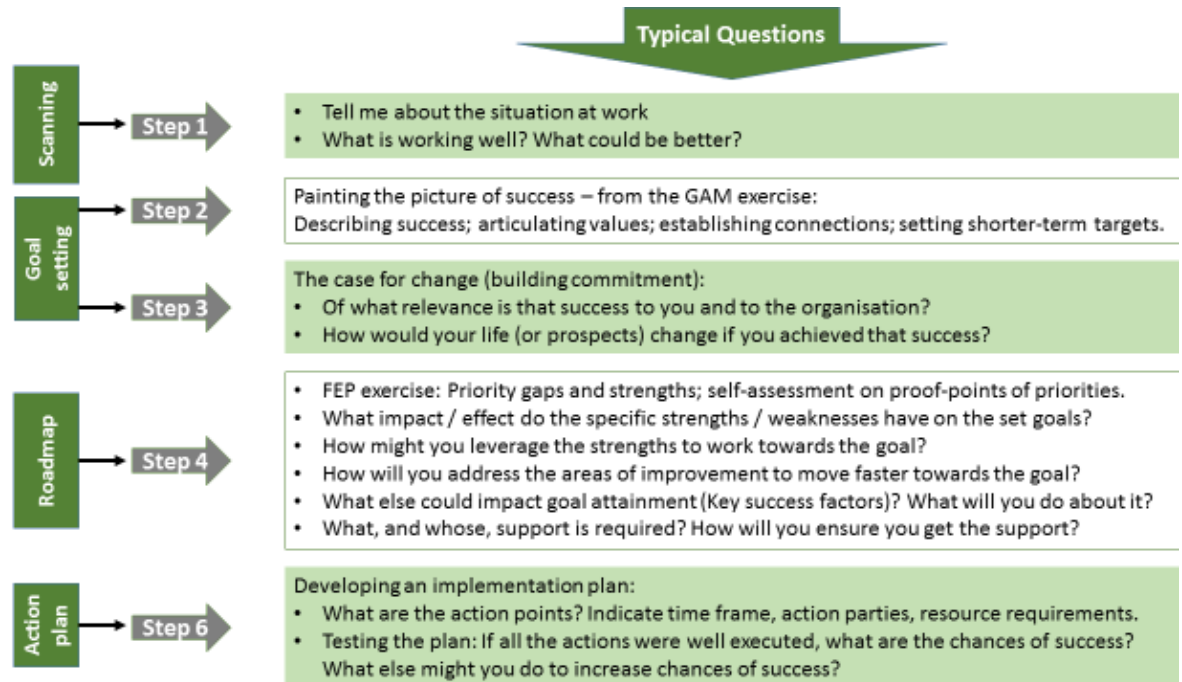 Typical Questions
Scanning
Step 1
• Tell me about the situation at work
• What is working well? What could be better?
Goal
setting
Step 2
Painting the picture of success – from the GAM exercise:
Describing success; articulating values; establishing connections; setting shorter-term targets.
Step 3
The case for change (building commitment):
• Of what relevance is that success to you and to the organisation?
• How would your life (or prospects) change if you achieved that success?
Roadmap
Step 4
• FEP exercise: Priority gaps and strengths; self-assessment on proof-points of priorities.
• What impact / effect do the specific strengths / weaknesses have on the set goals?
• How might you leverage the strengths to work towards the goal?
• How will you address the areas of improvement to move faster towards the goal?
• What else could impact goal attainment (Key success factors)? What will you do about it?
• What, and whose, support is required? How will you ensure you get the support?
Action
plan
Step 6
Developing an implementation plan:
• What are the action points? Indicate time frame, action parties, resource requirements.
• Testing the plan: If all the actions were well executed, what are the chances of success?
What else might you do to increase chances of success?